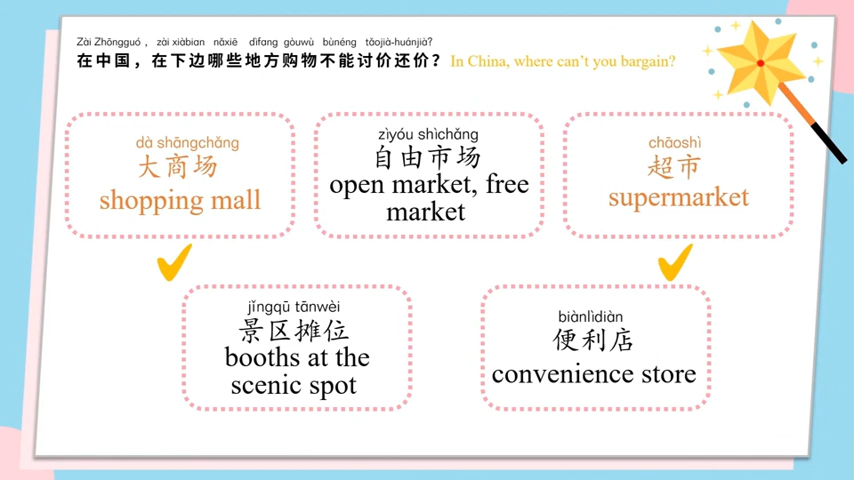 Zài Zhōngguó， zài xiàbian nǎxiē dìfang gòuwù bùnéng tǎojià-huánjià?
在中国，在下边哪些地方购物不能讨价还价？ In China, where can't you bargain?
dà shāngchǎng
大商场
shopping mall
zìyóu shìchǎng
自由市场
open market, free
market
chāoshì
超市
supermarket
jǐngqū tānwèi
景区摊位
booths at the
scenic spot
biànlìdiàn
便利店
convenience store